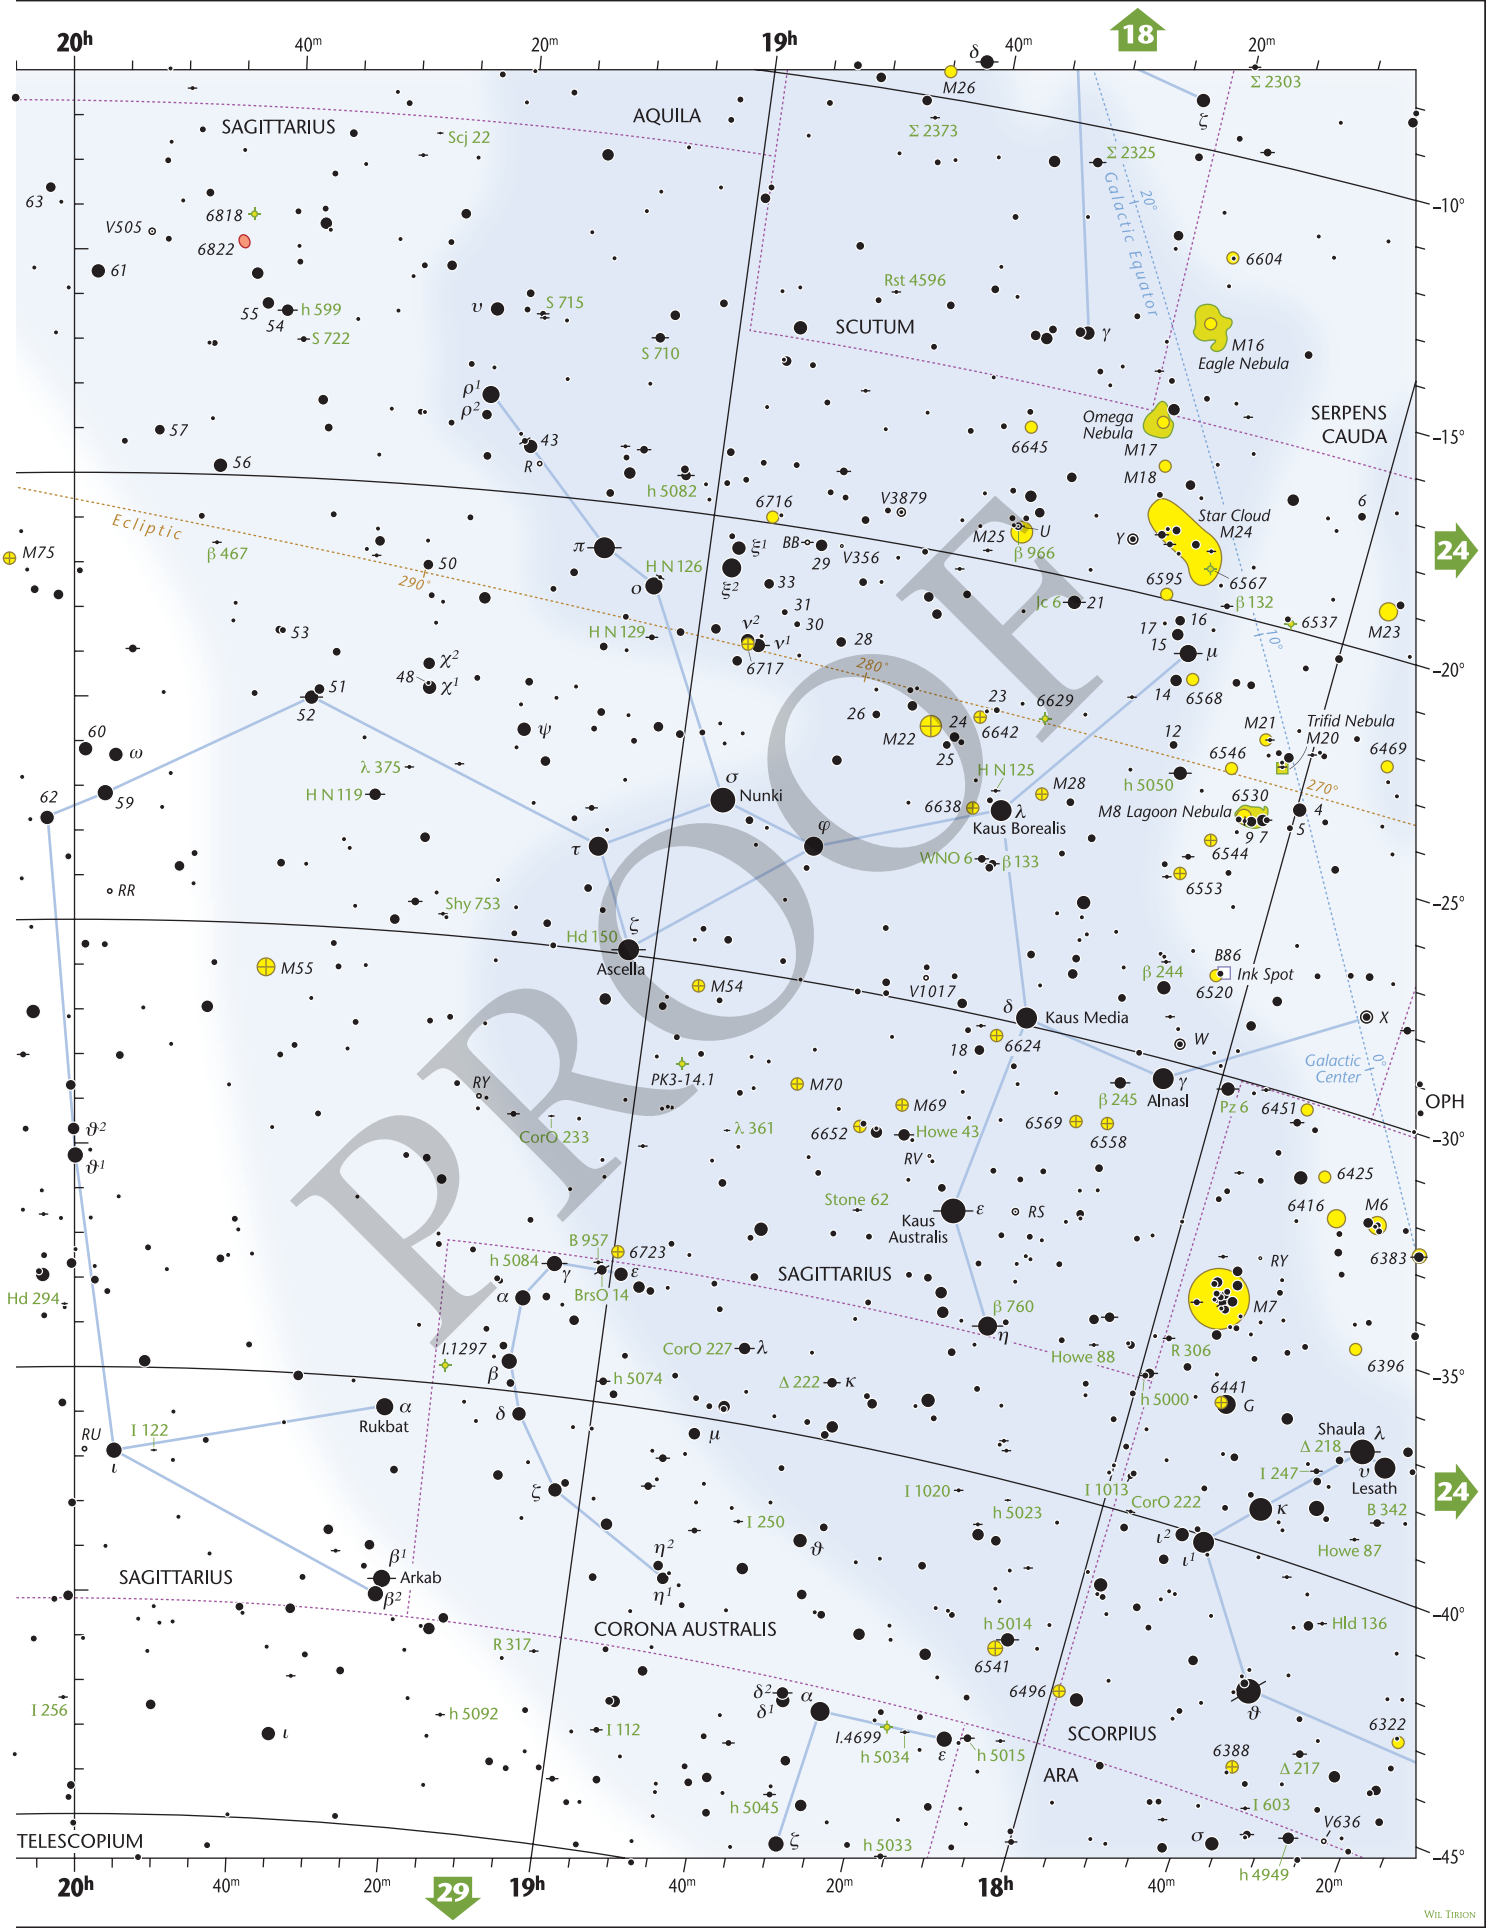 18
20h 40m 20m 19h 40m 20m
δ
M26
Σ 2303
ξ
AQUILA
SAGITTARIUS
Scj 22
Σ 2373
Σ 2325
Galactic Equator
20°
63
–10°
6818
V505
6822
61
6604
Rst 4596
υ
S 715
55
54
h 599
S 722
SCUTUM
γ
S 710
M16
Eagle Nebula
ρ1
ρ2
57
43
R
56
Omega
Nebula
M17
6645
SERPENS
CAUDA
–15°
M18
h 5082
6716
V3879
6
Ecliptic
M75
β 467
290°
50
π
H N 126
ο
ξ1
ξ2
BB
29
V356
33
M25
U
β 966
Y
Star Cloud
M24
6567
24
6595
Jc 6
21
β 132
6537
M23
53
H N 129
31
30
ν2
ν1
6717
28
280°
17
16
15
μ
10°
–20°
χ2
48
χ1
51
52
14
6568
60
ω
ψ
26
M22
24
25
23
6642
6629
12
M21
Trifid Nebula
M20
6546
6469
λ 375
H N 119
62
59
σ
Nunki
H N 125
M28
h 5050
270°
6638
λ
Kaus Borealis
6530
M8 Lagoon Nebula
4
5
9 7
τ
φ
WNO 6
β 133
6544
6553
RR
Shy 753
–25°
Hd 150
ζ
Ascella
M55
M54
V1017
β 244
B86
Ink Spot
6520
δ
Kaus Media
18
6624
W
X
PK3-14.1
M70
RY
CorO 233
λ 361
M69
6652
Howe 43
RV
γ
Alnasl
β 245
Pz 6
6451
Galactic
Center
0°
OPH
6569
6558
–30°
ϑ2
ϑ1
Stone 62
Kaus
Australis
ε
RS
6425
6416
M6
6383
B 957
6723
h 5084
γ
ε
BrsO 14
SAGITTARIUS
RY
M7
Hd 294
α
β 760
η
I.1297
β
CorO 227
λ
Howe 88
R 306
6396
h 5074
Δ 222
κ
h 5000
–35°
6441
G
α
Rukbat
δ
μ
RU
I 122
ι
Shaula
λ
Δ 218
I 247
υ
Lesath
ζ
I 1020
h 5023
I 1013
CorO 222
κ
B 342
I 250
ϑ
ι2
ι1
Howe 87
η2
η1
β1
Arkab
β2
SAGITTARIUS
–40°
CORONA AUSTRALIS
R 317
h 5014
6541
Hld 136
I 256
h 5092
ι
I 112
δ2
δ1
α
6496
ϑ
SCORPIUS
6322
I.4699
h 5034
ε
h 5015
6388
Δ 217
ARA
h 5045
I 603
TELESCOPIUM
ζ
h 5033
σ
V636
h 4949
–45°
20h 40m 20m 19h 40m 20m 18h 40m 20m
29
24
PROOF
WIL TIRION